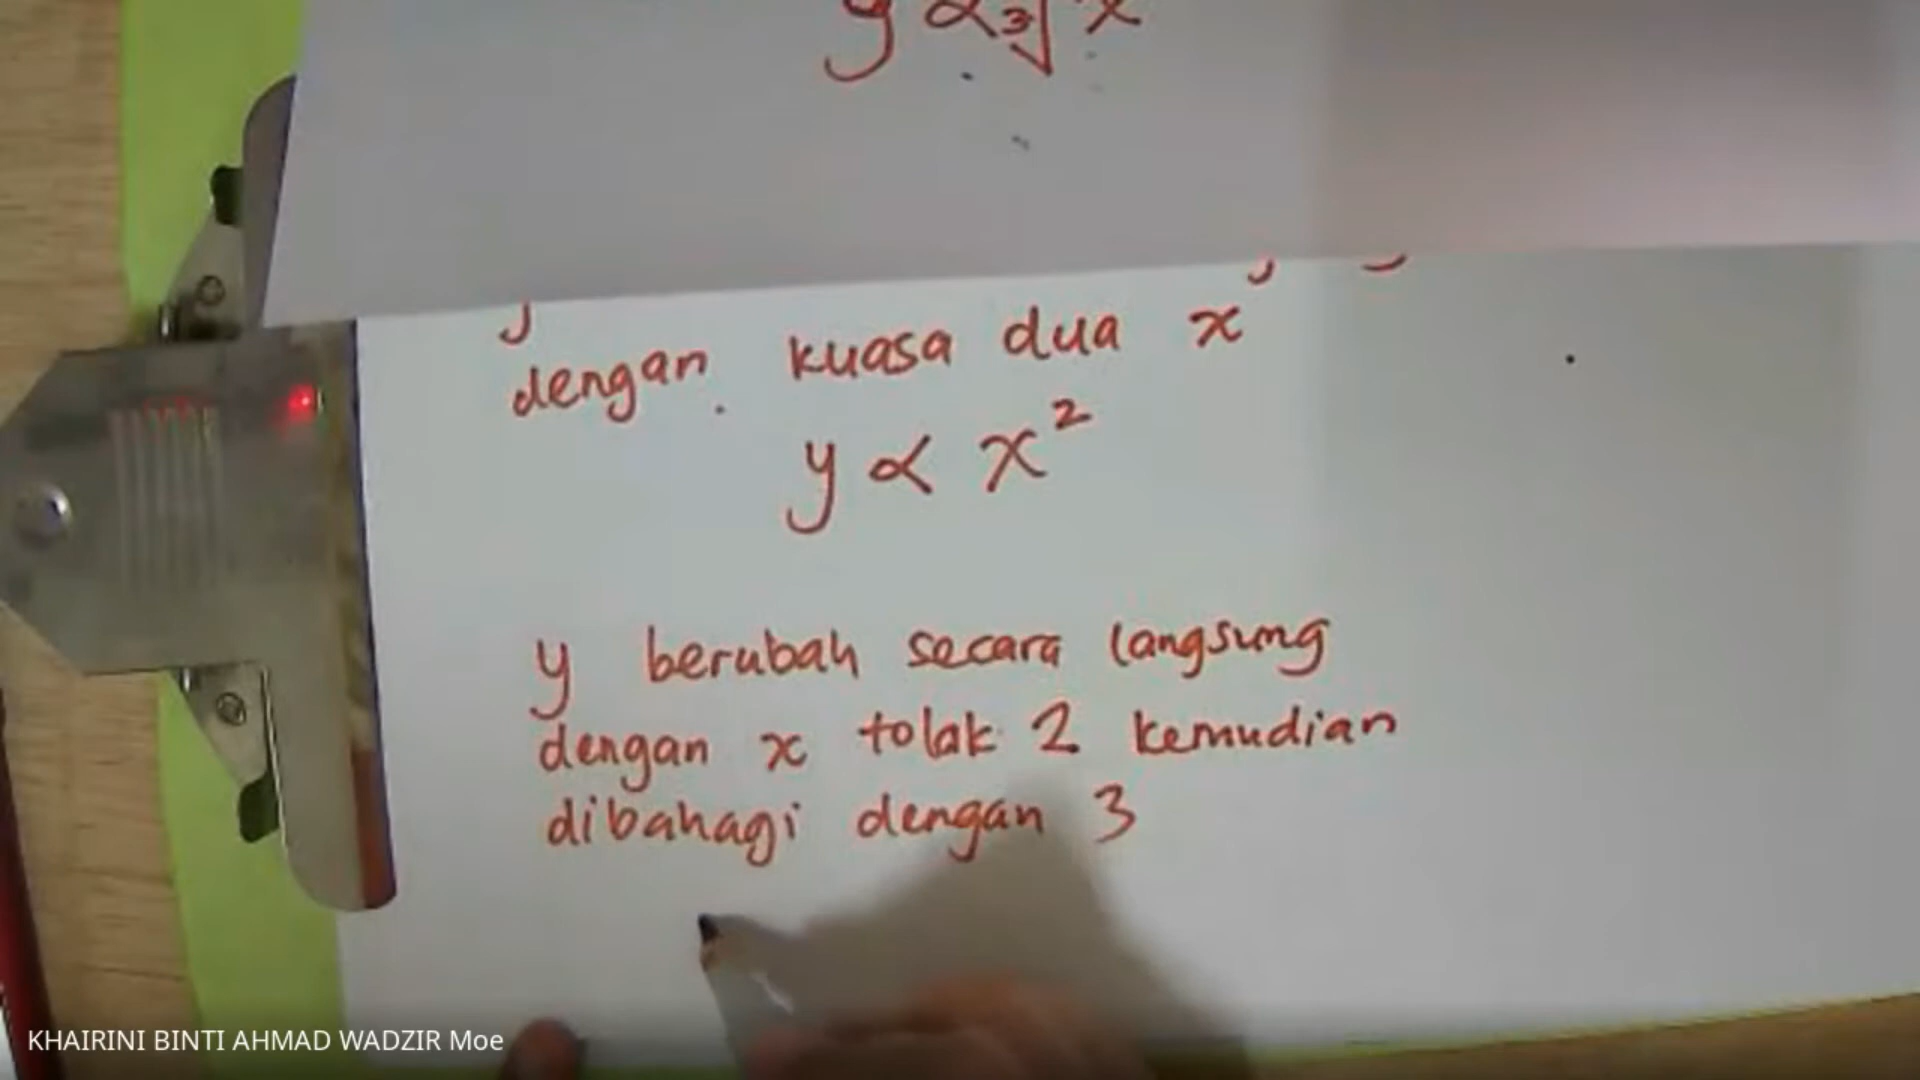 y ∝ ∛x
dengan kuasa dua x
y ∝ x²
y berubah secara langsung
dengan x tolak 2 kemudian
dibahagi dengan 3
KHAIRINI BINTI AHMAD WADZIR Moe